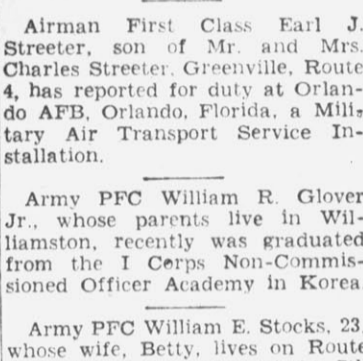 Airman First Class Earl J.
Streeter, son of Mr. and Mrs.
Charles Streeter, Greenville, Route
4, has reported for duty at Orlan-
do AFB, Orlando, Florida, a Mili-
tary Air Transport Service In-
stallation.
Army PFC William R. Glover
Jr., whose parents live in Wil-
liamston, recently was graduated
from the I Corps Non-Commis-
sioned Officer Academy in Korea
Army PFC William E. Stocks, 23,
whose wife, Betty, lives on Route